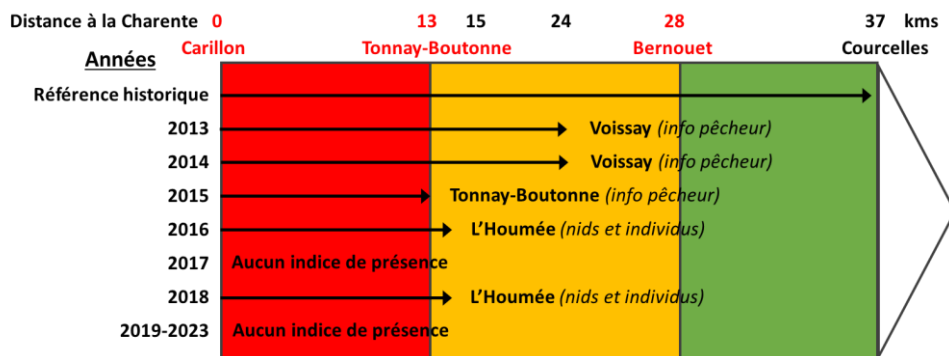 Distance à la Charente 0 13 15 24 28 37 kms
Carillon Tonnay-Boutonne Bernouet Courcelles
Années
Référence historique
2013 Voissay (info pêcheur)
2014 Voissay (info pêcheur)
2015 Tonnay-Boutonne (info pêcheur)
2016 L'Houmée (nids et individus)
2017 Aucun indice de présence
2018 L'Houmée (nids et individus)
2019-2023 Aucun indice de présence